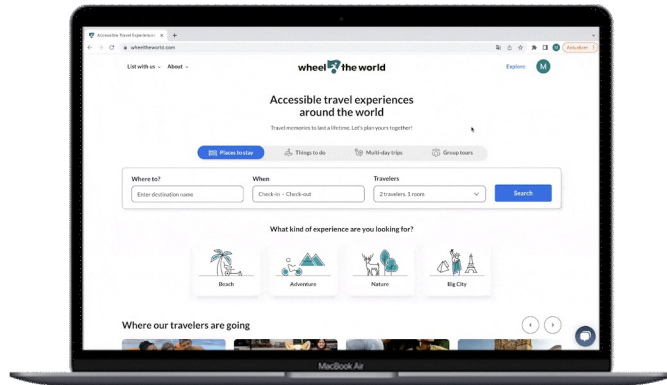 Accessible Travel Experiences
wheeltheworld.com
List with us
About
wheel the world
Explore
M
Accessible travel experiences
around the world
Travel memories to last a lifetime. Let's plan yours together!
Places to stay
Things to do
Multi-day trips
Group tours
Where to?
When
Travelers
Enter destination name
Check-in - Check-out
2 travelers, 1 room
Search
What kind of experience are you looking for?
Beach
Adventure
Nature
Big City
Where our travelers are going
MacBook Air